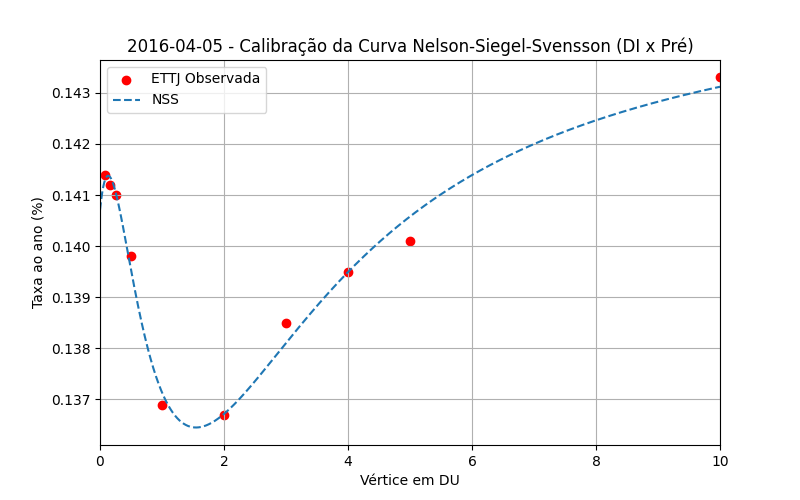 2016-04-05 - Calibração da Curva Nelson-Siegel-Svensson (DI x Pré)
ETTJ Observada
NSS
Taxa ao ano (%)
0.143
0.142
0.141
0.140
0.139
0.138
0.137
0 2 4 6 8 10
Vértice em DU